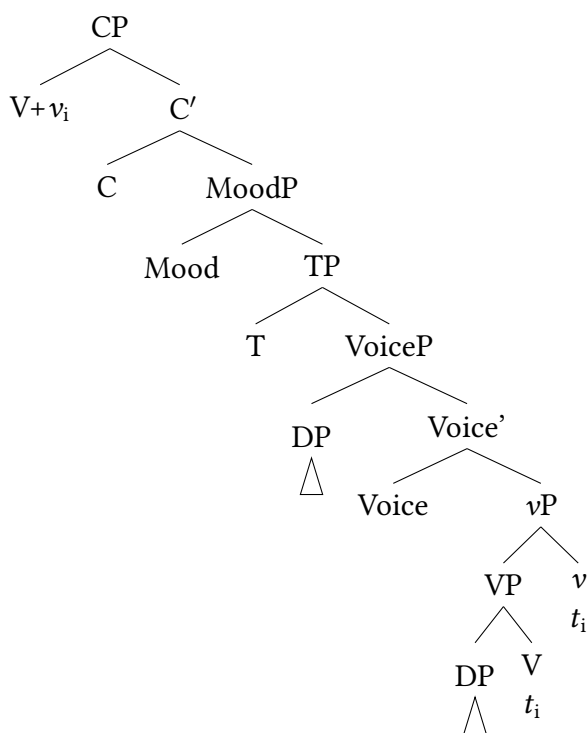 CP
V+vᵢ C′
C MoodP
Mood TP
T VoiceP
DP Voice’
Voice vP
VP v
tᵢ
DP V
tᵢ